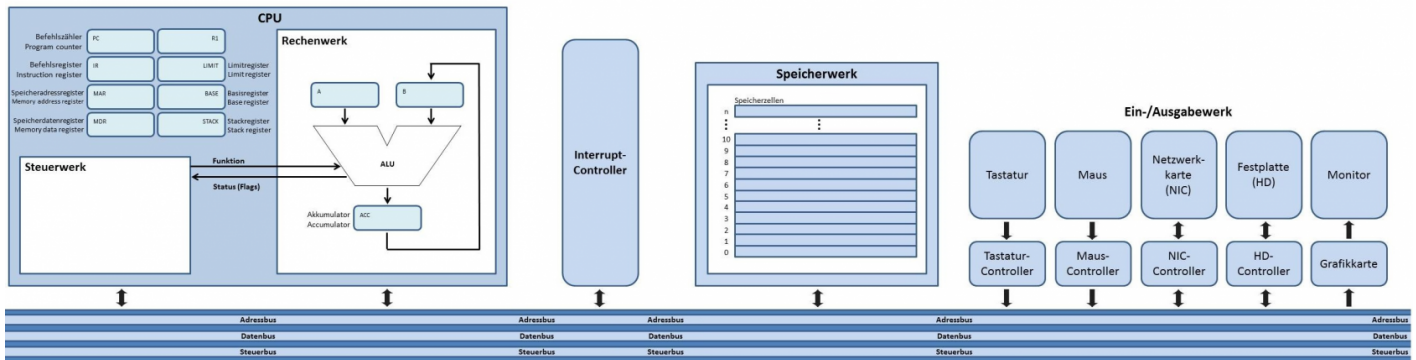 CPU
Befehlszähler
Program counter
PC
R1
Befehlsregister
Instruction register
IR
LIMIT
Limitregister
Limit register
Speicheradressregister
Memory address register
MAR
BASE
Basisregister
Base register
Speicherdatenregister
Memory data register
MDR
STACK
Stackregister
Stack register
Steuerwerk
Funktion
Status (Flags)
Rechenwerk
A
B
ALU
Akkumulator
Accumulator
ACC
Interrupt-
Controller
Speicherwerk
Speicherzellen
n
10
9
8
7
6
5
4
3
2
1
0
Ein-/Ausgabewerk
Tastatur
Maus
Netzwerk-
karte
(NIC)
Festplatte
(HD)
Monitor
Tastatur-
Controller
Maus-
Controller
NIC-
Controller
HD-
Controller
Grafikkarte
Adressbus Adressbus Adressbus Adressbus Adressbus
Datenbus Datenbus Datenbus Datenbus Datenbus
Steuerbus Steuerbus Steuerbus Steuerbus Steuerbus